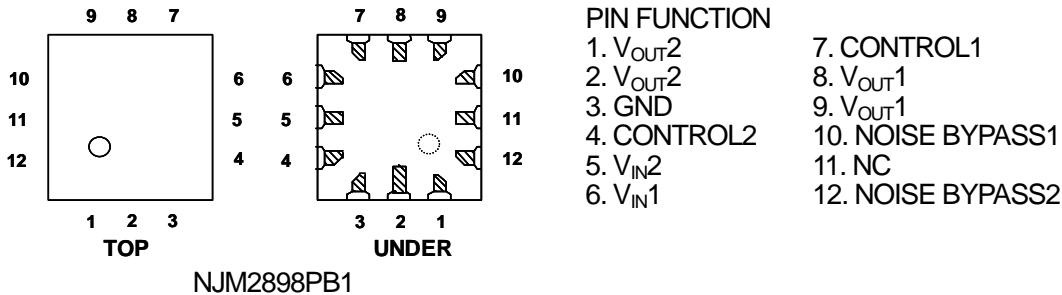 9 8 7
10 6
11 5
12 4
1 2 3
TOP
7 8 9
6 10
5 11
4 12
3 2 1
UNDER
NJM2898PB1
PIN FUNCTION
1. VOUT2
2. VOUT2
3. GND
4. CONTROL2
5. VIN2
6. VIN1
7. CONTROL1
8. VOUT1
9. VOUT1
10. NOISE BYPASS1
11. NC
12. NOISE BYPASS2